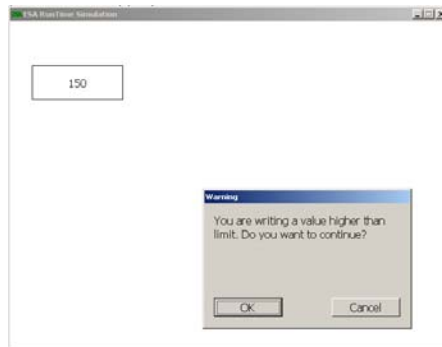 ESA RunTime Simulation
150
Warning
You are writing a value higher than
limit. Do you want to continue?
OK
Cancel